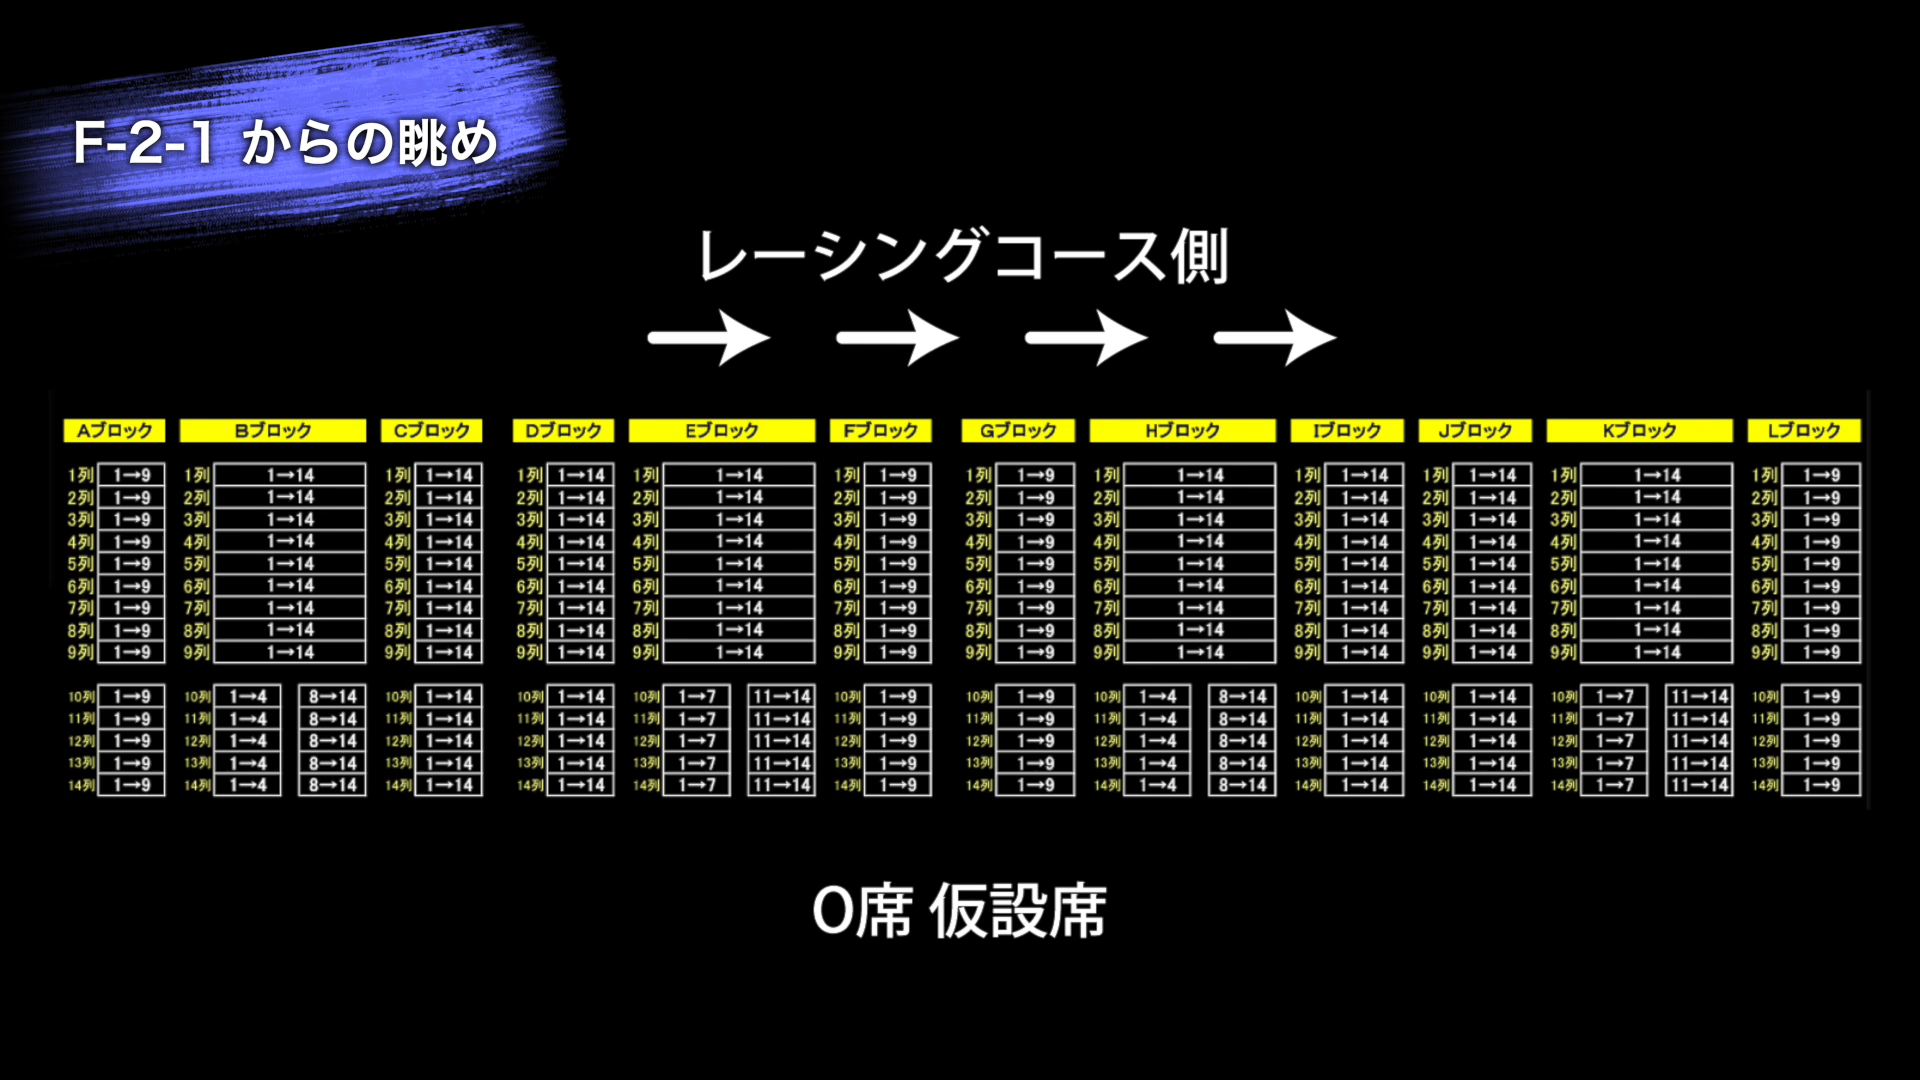 F-2-1 からの眺め
レーシングコース側
→ → → →
Aブロック Bブロック Cブロック Dブロック Eブロック Fブロック Gブロック Hブロック Iブロック Jブロック Kブロック Lブロック
1列 1→9 1列 1→14 1列 1→14 1列 1→14 1列 1→14 1列 1→9 1列 1→9 1列 1→14 1列 1→14 1列 1→14 1列 1→14 1列 1→9
2列 1→9 2列 1→14 2列 1→14 2列 1→14 2列 1→14 2列 1→9 2列 1→9 2列 1→14 2列 1→14 2列 1→14 2列 1→14 2列 1→9
3列 1→9 3列 1→14 3列 1→14 3列 1→14 3列 1→14 3列 1→9 3列 1→9 3列 1→14 3列 1→14 3列 1→14 3列 1→14 3列 1→9
4列 1→9 4列 1→14 4列 1→14 4列 1→14 4列 1→14 4列 1→9 4列 1→9 4列 1→14 4列 1→14 4列 1→14 4列 1→14 4列 1→9
5列 1→9 5列 1→14 5列 1→14 5列 1→14 5列 1→14 5列 1→9 5列 1→9 5列 1→14 5列 1→14 5列 1→14 5列 1→14 5列 1→9
6列 1→9 6列 1→14 6列 1→14 6列 1→14 6列 1→14 6列 1→9 6列 1→9 6列 1→14 6列 1→14 6列 1→14 6列 1→14 6列 1→9
7列 1→9 7列 1→14 7列 1→14 7列 1→14 7列 1→14 7列 1→9 7列 1→9 7列 1→14 7列 1→14 7列 1→14 7列 1→14 7列 1→9
8列 1→9 8列 1→14 8列 1→14 8列 1→14 8列 1→14 8列 1→9 8列 1→9 8列 1→14 8列 1→14 8列 1→14 8列 1→14 8列 1→9
9列 1→9 9列 1→14 9列 1→14 9列 1→14 9列 1→14 9列 1→9 9列 1→9 9列 1→14 9列 1→14 9列 1→14 9列 1→14 9列 1→9
10列 1→9 10列 1→4 8→14 10列 1→14 10列 1→14 10列 1→7 11→14 10列 1→9 10列 1→9 10列 1→4 8→14 10列 1→14 10列 1→14 10列 1→7 11→14 10列 1→9
11列 1→9 11列 1→4 8→14 11列 1→14 11列 1→14 11列 1→7 11→14 11列 1→9 11列 1→9 11列 1→4 8→14 11列 1→14 11列 1→14 11列 1→7 11→14 11列 1→9
12列 1→9 12列 1→4 8→14 12列 1→14 12列 1→14 12列 1→7 11→14 12列 1→9 12列 1→9 12列 1→4 8→14 12列 1→14 12列 1→14 12列 1→7 11→14 12列 1→9
13列 1→9 13列 1→4 8→14 13列 1→14 13列 1→14 13列 1→7 11→14 13列 1→9 13列 1→9 13列 1→4 8→14 13列 1→14 13列 1→14 13列 1→7 11→14 13列 1→9
14列 1→9 14列 1→4 8→14 14列 1→14 14列 1→14 14列 1→7 11→14 14列 1→9 14列 1→9 14列 1→4 8→14 14列 1→14 14列 1→14 14列 1→7 11→14 14列 1→9
O席 仮設席